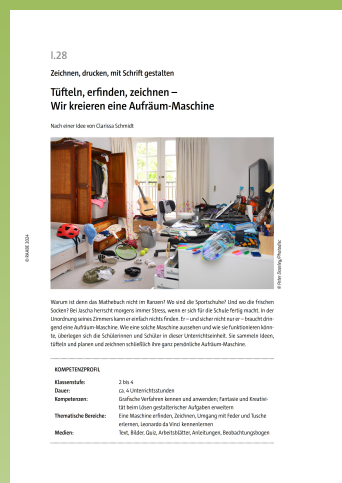 I.28
Zeichnen, drucken, mit Schrift gestalten
Tüfteln, erfinden, zeichnen –
Wir kreieren eine Aufräum-Maschine
Nach einer Idee von Clarissa Schmidt
© RAABE 2024
Warum ist denn das Mathebuch nicht im Ranzen? Wo sind die Sportschuhe? Und wo die frischen
Socken? Bei Jascha herrscht morgens immer Stress, wenn er sich für die Schule fertig macht. In der
Unordnung seines Zimmers kann er einfach nichts finden. Er – und sicher nicht nur er – braucht drin-
gend eine Aufräum-Maschine. Wie eine solche Maschine aussehen und wie sie funktionieren könn-
te, überlegen sich die Schülerinnen und Schüler in dieser Unterrichtseinheit. Sie sammeln Ideen,
tüfteln und planen und zeichnen schließlich ihre ganz persönliche Aufräum-Maschine.
KOMPETENZPROFIL
Klassenstufe: 2 bis 4
Dauer: ca. 4 Unterrichtsstunden
Kompetenzen: Grafische Verfahren kennen und anwenden; Fantasie und Kreativi-
tät beim Lösen gestalterischer Aufgaben erweitern
Thematische Bereiche: Eine Maschine erfinden, Zeichnen, Umgang mit Feder und Tusche
erlernen, Leonardo da Vinci kennenlernen
Medien: Text, Bilder, Quiz, Arbeitsblätter, Anleitungen, Beobachtungsbogen